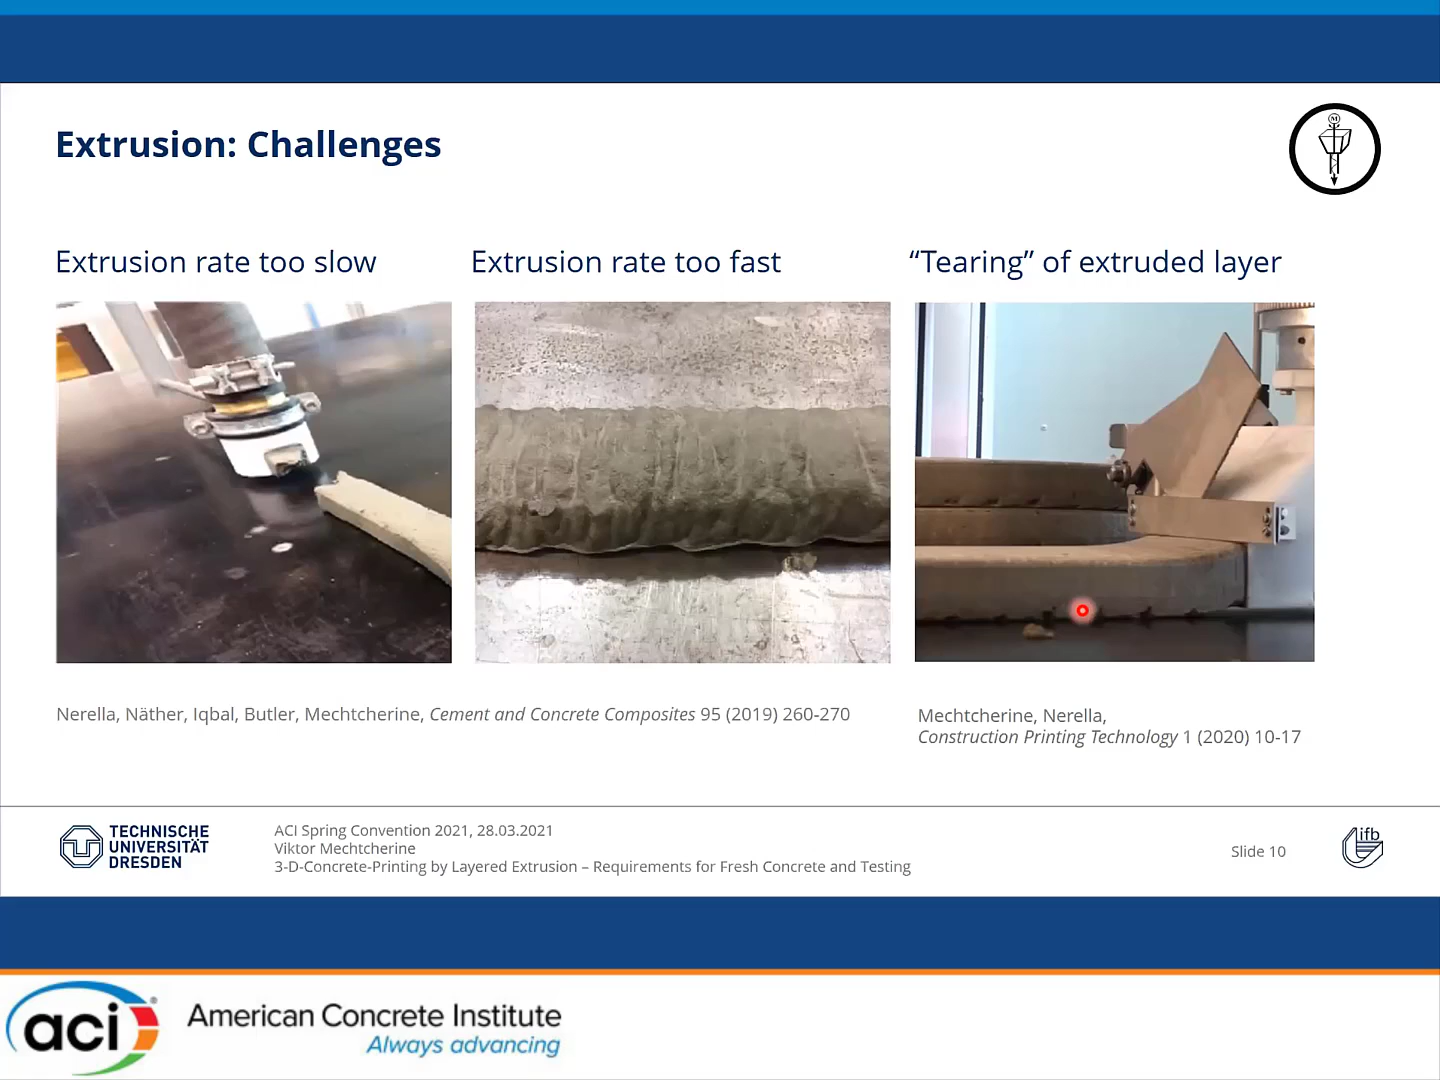 Extrusion: Challenges
M
Extrusion rate too slow
Extrusion rate too fast
“Tearing” of extruded layer
Nerella, Näther, Iqbal, Butler, Mechtcherine, Cement and Concrete Composites 95 (2019) 260-270
Mechtcherine, Nerella,
Construction Printing Technology 1 (2020) 10-17
TECHNISCHE
UNIVERSITÄT
DRESDEN
ACI Spring Convention 2021, 28.03.2021
Viktor Mechtcherine
3-D-Concrete-Printing by Layered Extrusion – Requirements for Fresh Concrete and Testing
Slide 10
ifb
aci
American Concrete Institute
Always advancing